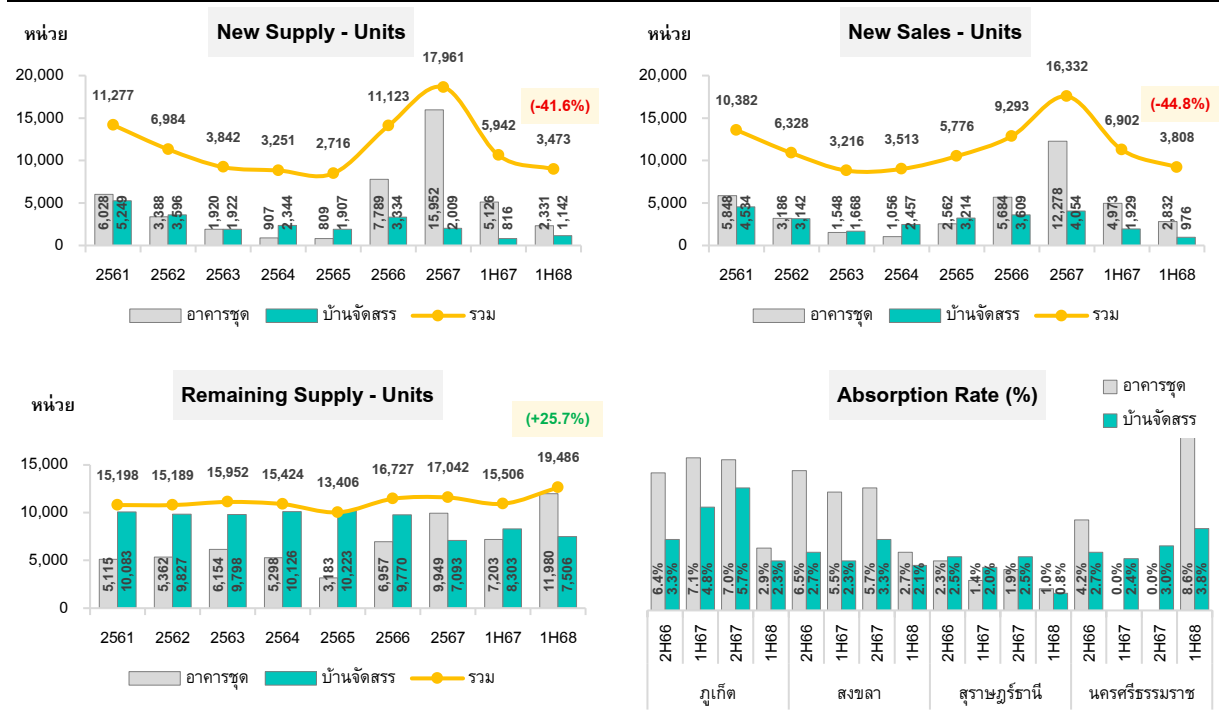 หน่วย
New Supply - Units
17,961
20,000
15,000
10,000
5,000
0
11,277
6,984
3,842
3,251
2,716
11,123
5,942
3,473
(-41.6%)
6,028 5,249 3,388 3,596 1,920 1,922 907 2,344 809 1,907 7,789 3,334 15,952 2,009 5,126 816 2,331 1,142
2561 2562 2563 2564 2565 2566 2567 1H67 1H68
อาคารชุด บ้านจัดสรร รวม
หน่วย
New Sales - Units
16,332
20,000
15,000
10,000
5,000
0
10,382
6,328
3,216
3,513
5,776
9,293
6,902
3,808
(-44.8%)
5,848 4,534 3,186 3,142 1,548 1,668 1,056 2,457 2,562 3,214 5,684 3,609 12,278 4,054 4,973 1,929 2,832 976
2561 2562 2563 2564 2565 2566 2567 1H67 1H68
อาคารชุด บ้านจัดสรร รวม
หน่วย
Remaining Supply - Units
(+25.7%)
15,000
10,000
5,000
0
15,198 15,189 15,952 15,424 13,406 16,727 17,042 15,506 19,486
5,115 10,083 5,362 9,827 6,154 9,798 5,298 10,126 3,183 10,223 6,957 9,770 9,949 7,093 7,203 8,303 11,980 7,506
2561 2562 2563 2564 2565 2566 2567 1H67 1H68
อาคารชุด บ้านจัดสรร รวม
Absorption Rate (%)
อาคารชุด
บ้านจัดสรร
6.4% 3.3% 7.1% 4.8% 7.0% 5.7% 2.9% 2.3% 6.5% 2.7% 5.5% 2.3% 5.7% 3.3% 2.7% 2.1% 2.3% 2.5% 1.4% 2.0% 1.9% 2.5% 1.0% 0.8% 4.2% 2.7% 0.0% 2.4% 0.0% 3.0% 8.6% 3.8%
2H66 1H67 2H67 1H68 2H66 1H67 2H67 1H68 2H66 1H67 2H67 1H68 2H66 1H67 2H67 1H68
ภูเก็ต สงขลา สุราษฎร์ธานี นครศรีธรรมราช